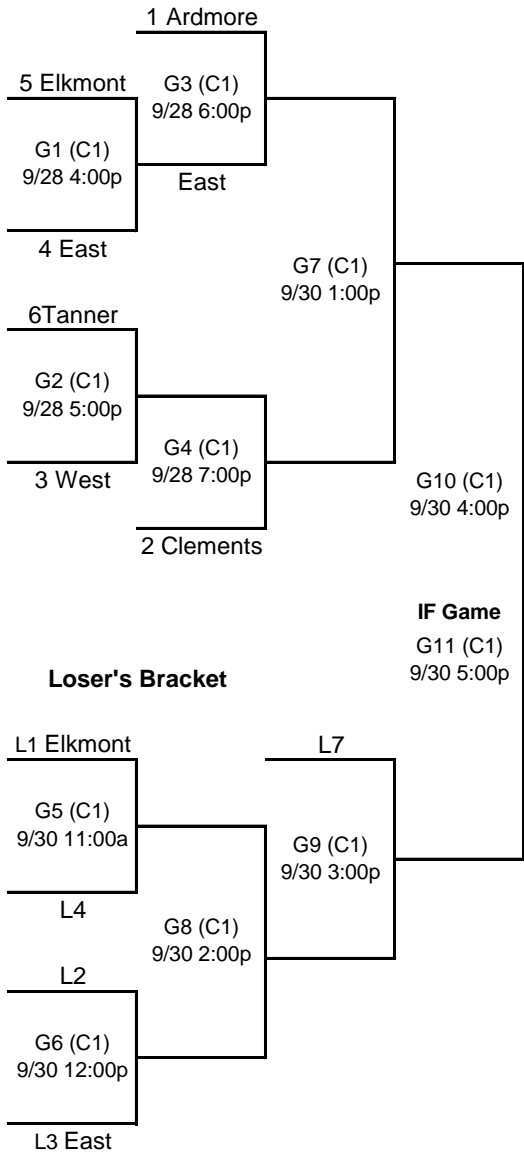 1 Ardmore
5 Elkmont
G3 (C1)
9/28 6:00p
G1 (C1)
9/28 4:00p
East
4 East
G7 (C1)
9/30 1:00p
6Tanner
G2 (C1)
9/28 5:00p
G4 (C1)
9/28 7:00p
3 West
G10 (C1)
9/30 4:00p
2 Clements
IF Game
G11 (C1)
9/30 5:00p
Loser's Bracket
L1 Elkmont
L7
G5 (C1)
9/30 11:00a
G9 (C1)
9/30 3:00p
L4
G8 (C1)
9/30 2:00p
L2
G6 (C1)
9/30 12:00p
L3 East